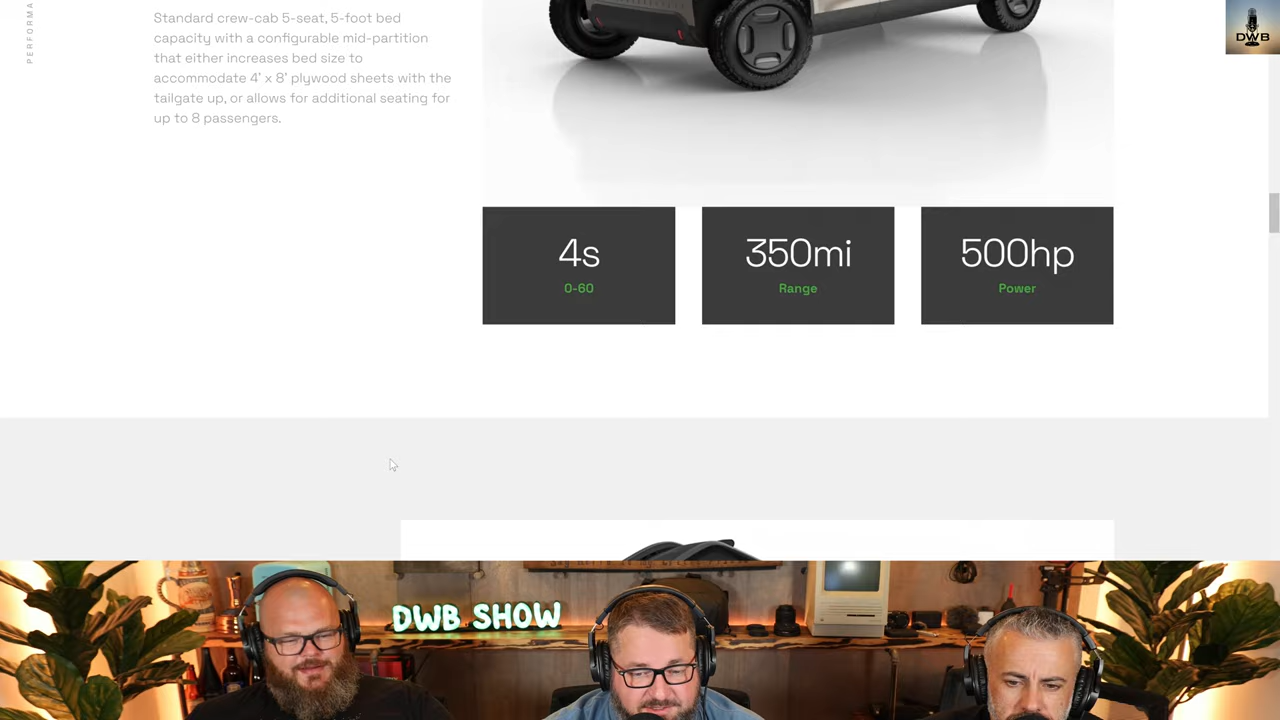 PERFORMA
Standard crew-cab 5-seat, 5-foot bed
capacity with a configurable mid-partition
that either increases bed size to
accommodate 4' x 8' plywood sheets with the
tailgate up, or allows for additional seating for
up to 8 passengers.
DWB
4s
0-60
350mi
Range
500hp
Power
DWB SHOW